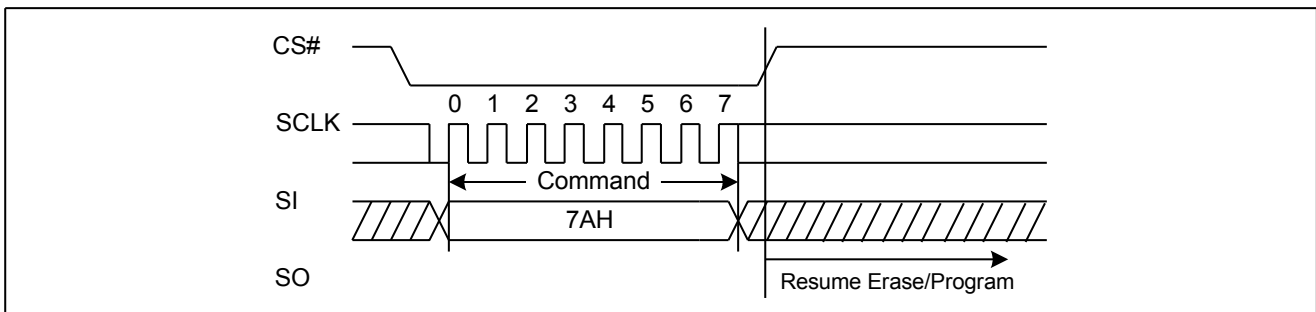 CS#
0 1 2 3 4 5 6 7
SCLK
Command
SI
7AH
SO
Resume Erase/Program